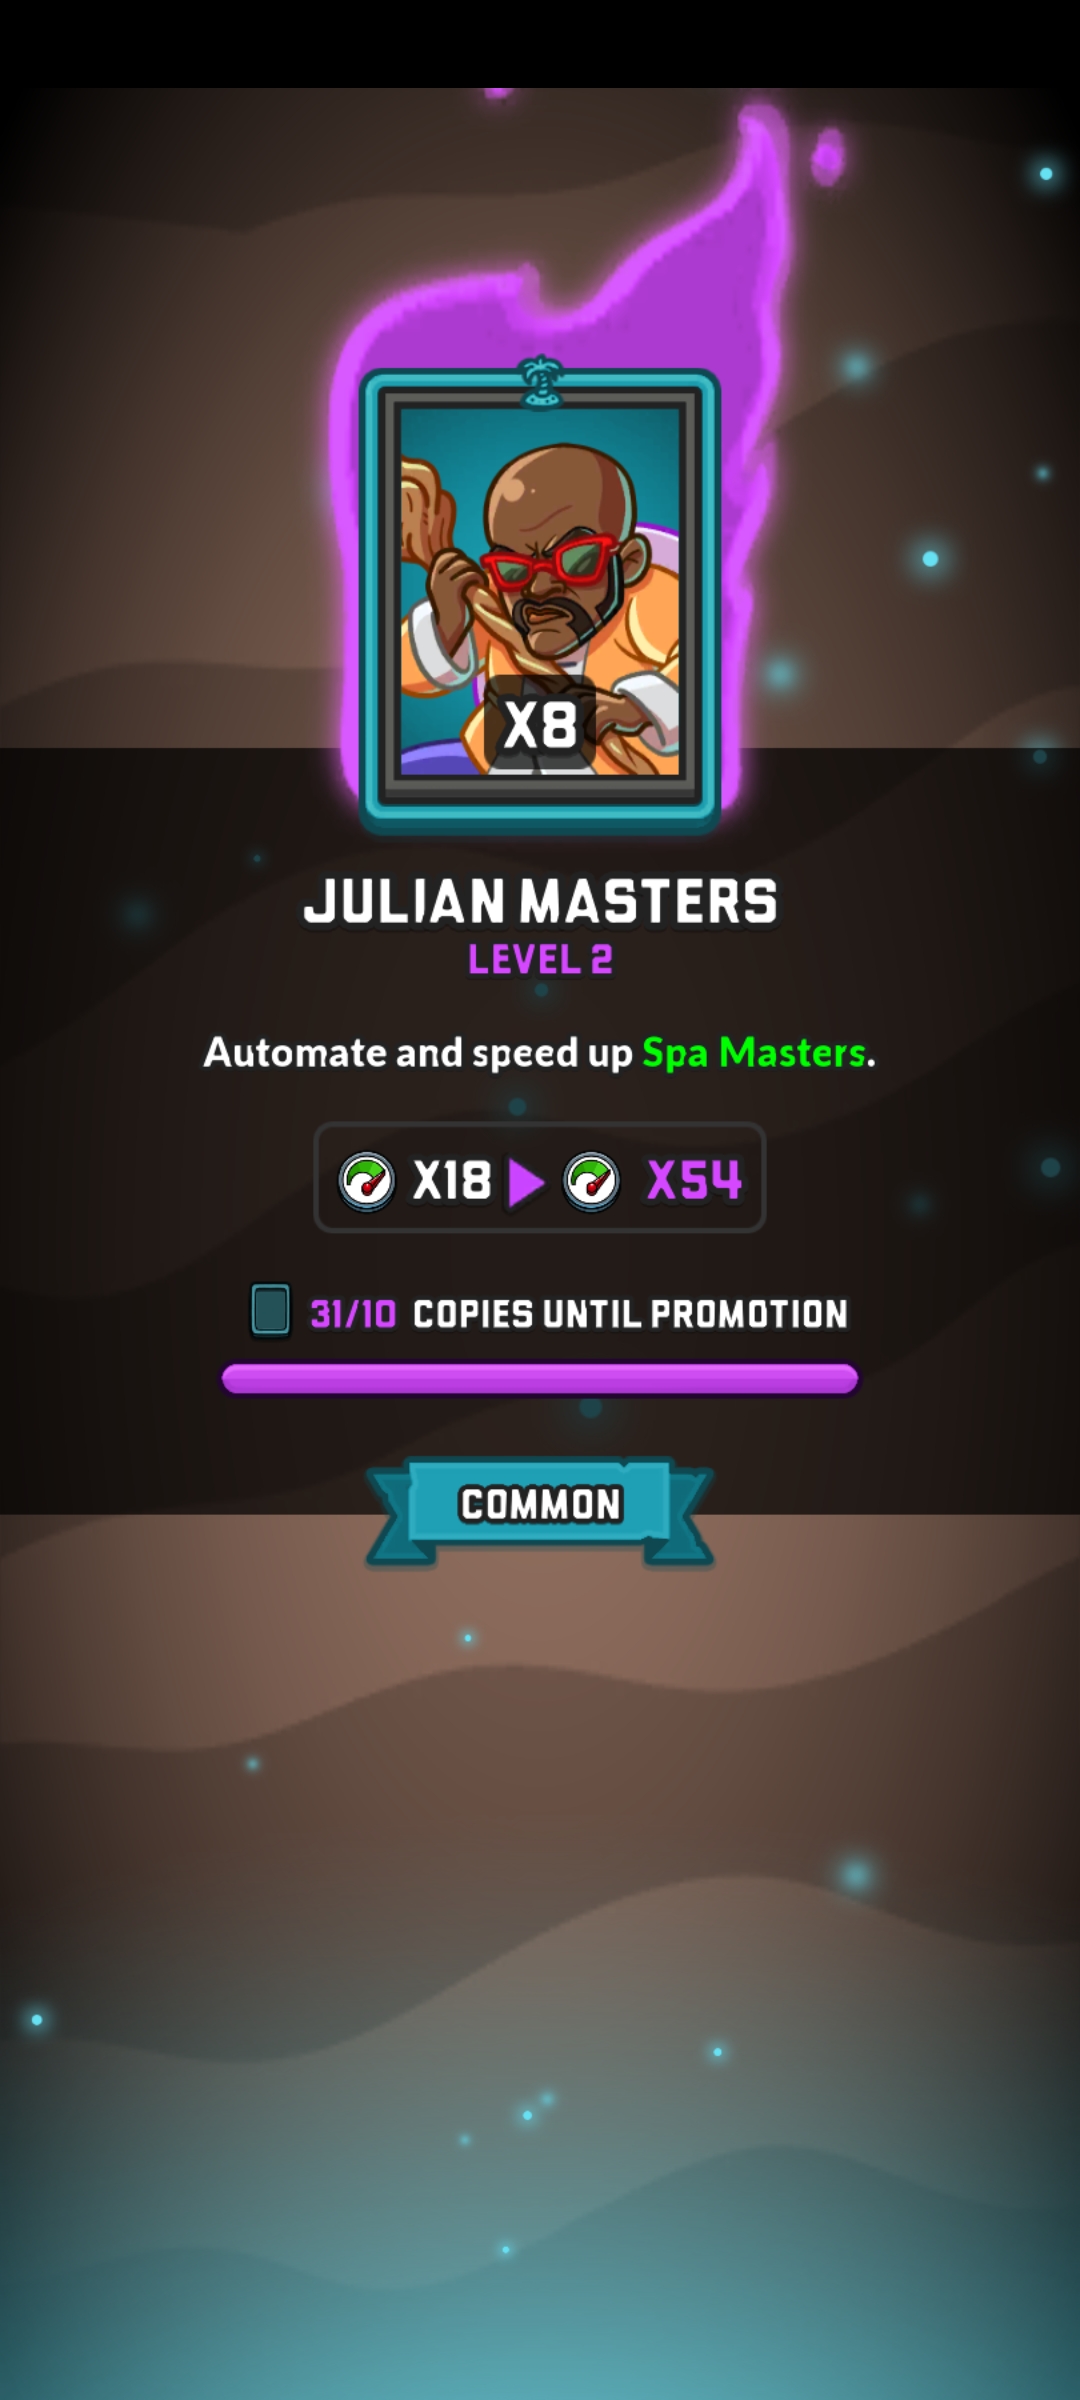 X8
JULIAN MASTERS
LEVEL 2
Automate and speed up Spa Masters.
X18 X54
31/10 COPIES UNTIL PROMOTION
COMMON